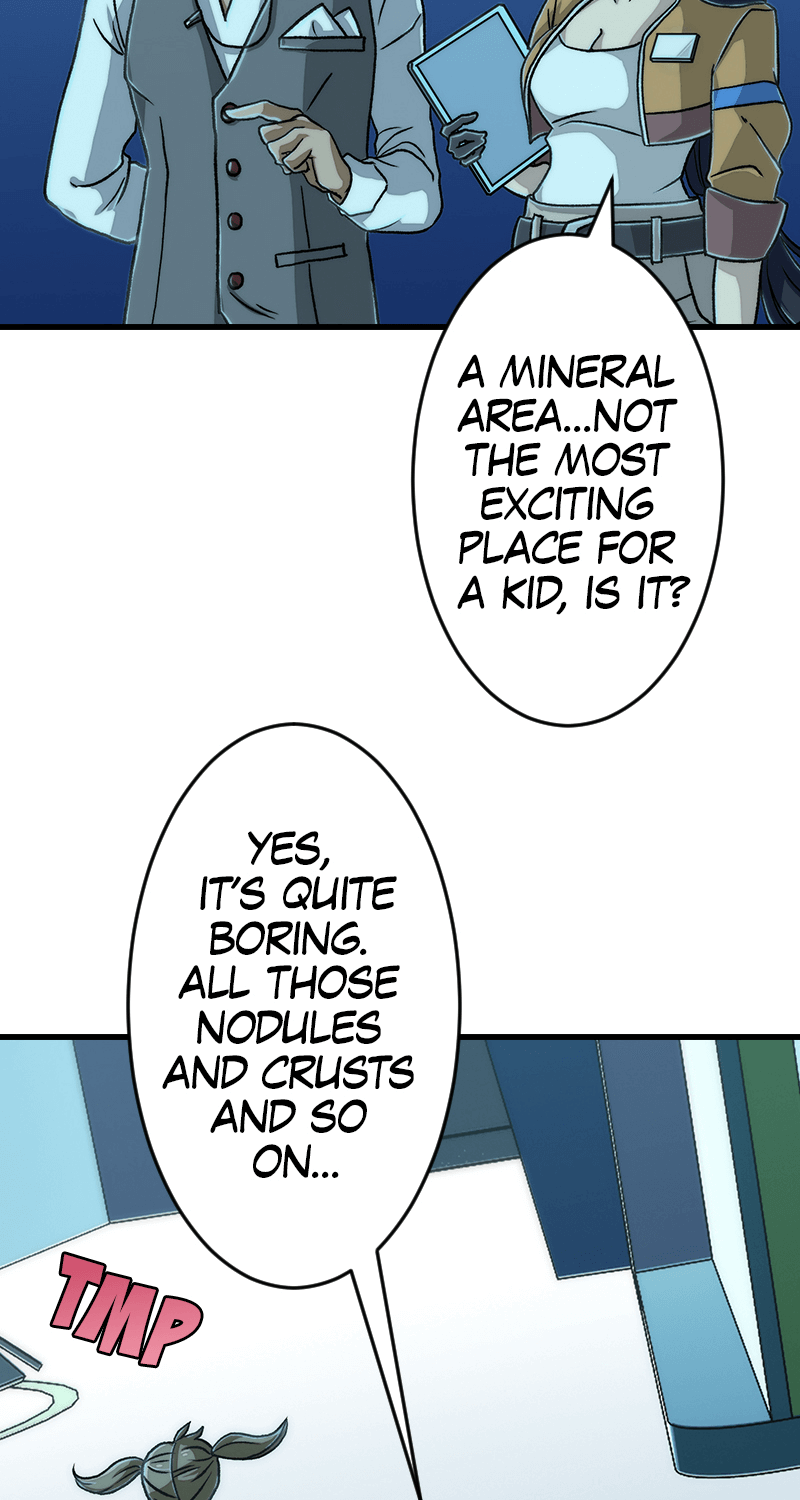 A MINERAL
AREA...NOT
THE MOST
EXCITING
PLACE FOR
A KID, IS IT?
YES,
IT'S QUITE
BORING.
ALL THOSE
NODULES
AND CRUSTS
AND SO
ON...
TMP